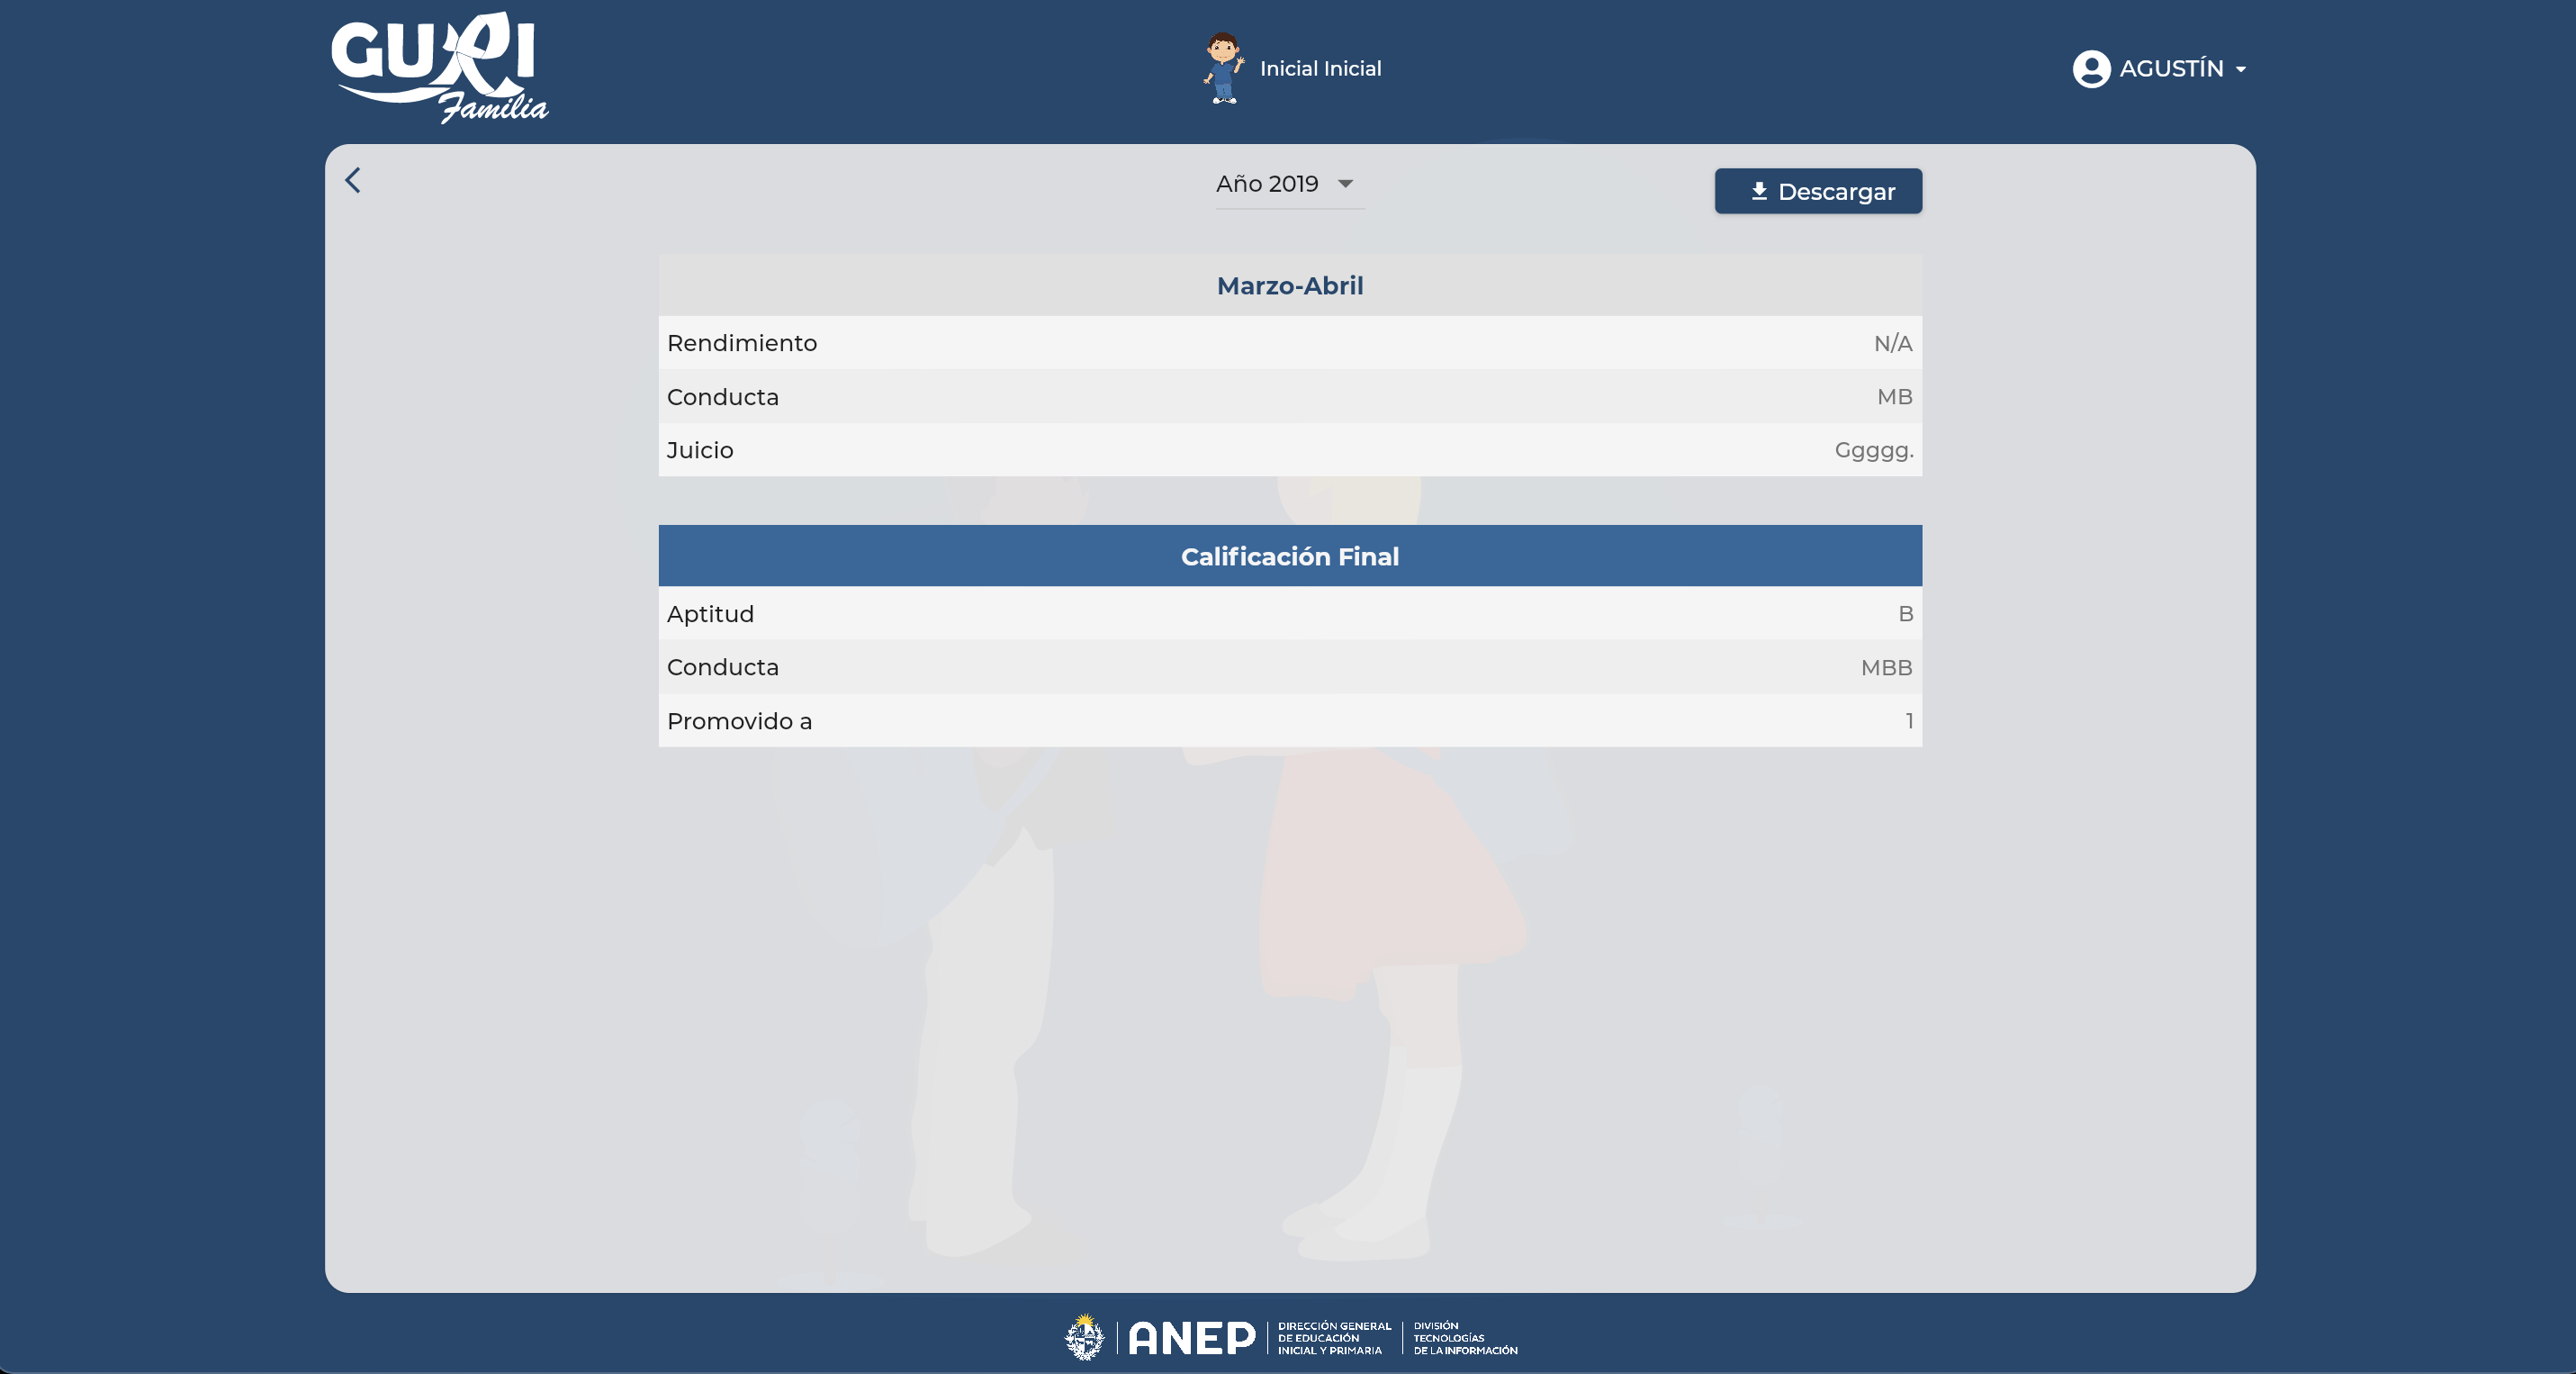 GURI
Familia
Inicial Inicial
AGUSTÍN
Año 2019
Descargar
Marzo-Abril
Rendimiento N/A
Conducta MB
Juicio Ggggg.
Calificación Final
Aptitud B
Conducta MBB
Promovido a 1
ANEP
DIRECCIÓN GENERAL
DE EDUCACIÓN
INICIAL Y PRIMARIA
DIVISIÓN
TECNOLOGÍAS
DE LA INFORMACIÓN